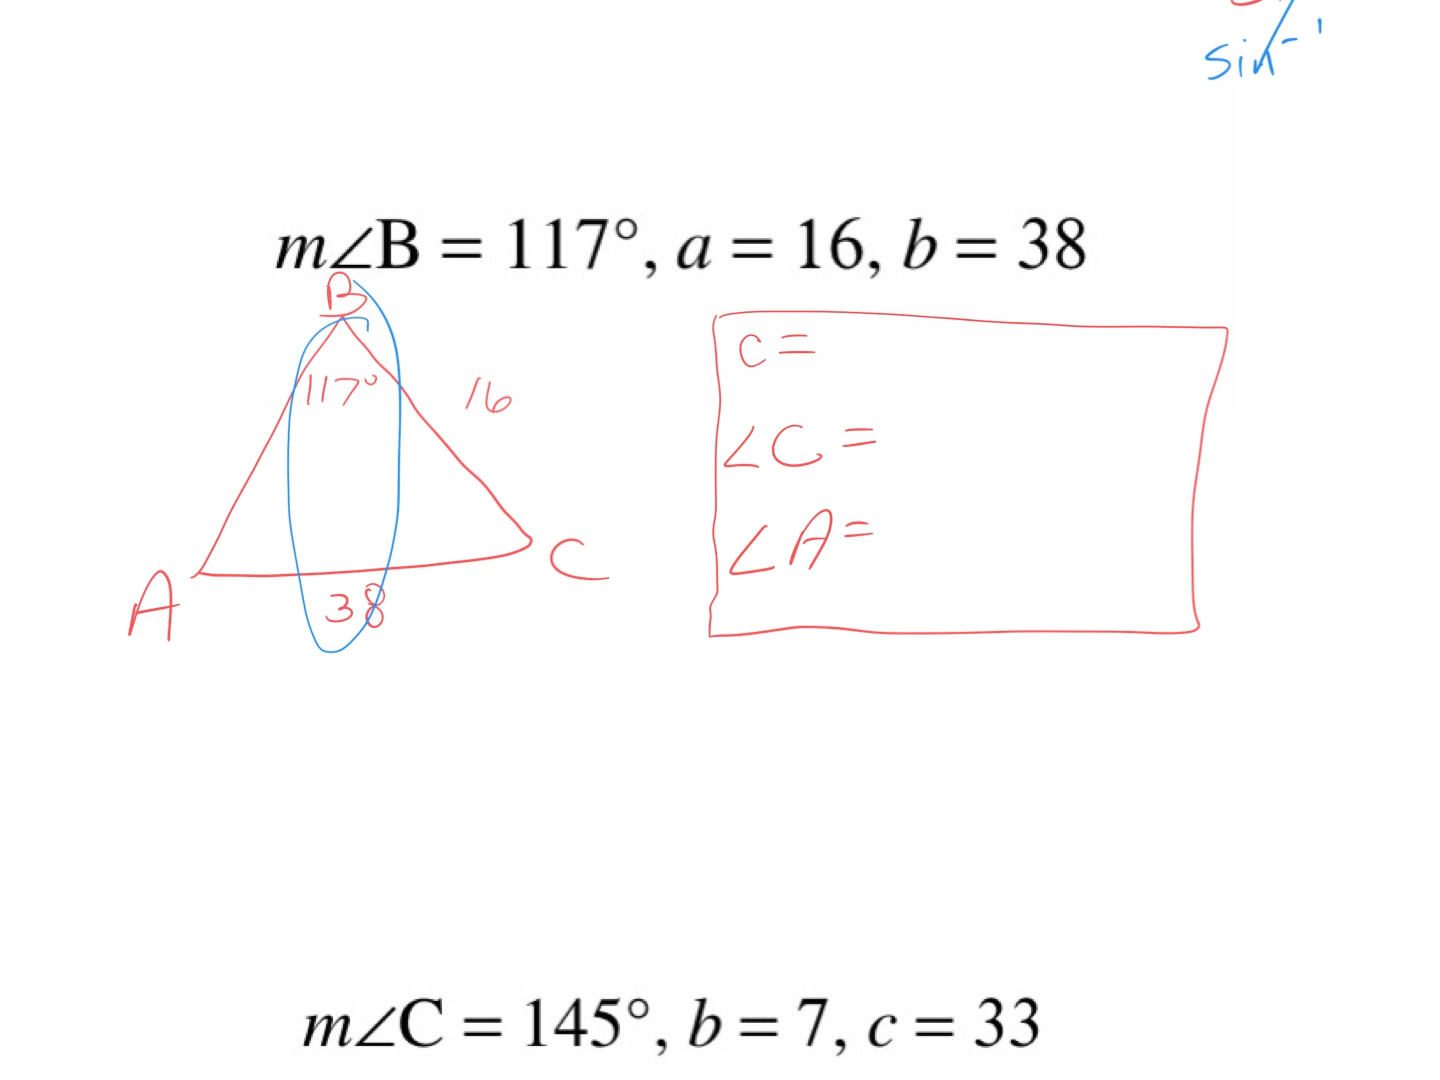 sin⁻¹
m∠B = 117°, a = 16, b = 38
B
117°
16
A
C
38
c =
∠C =
∠A =
m∠C = 145°, b = 7, c = 33